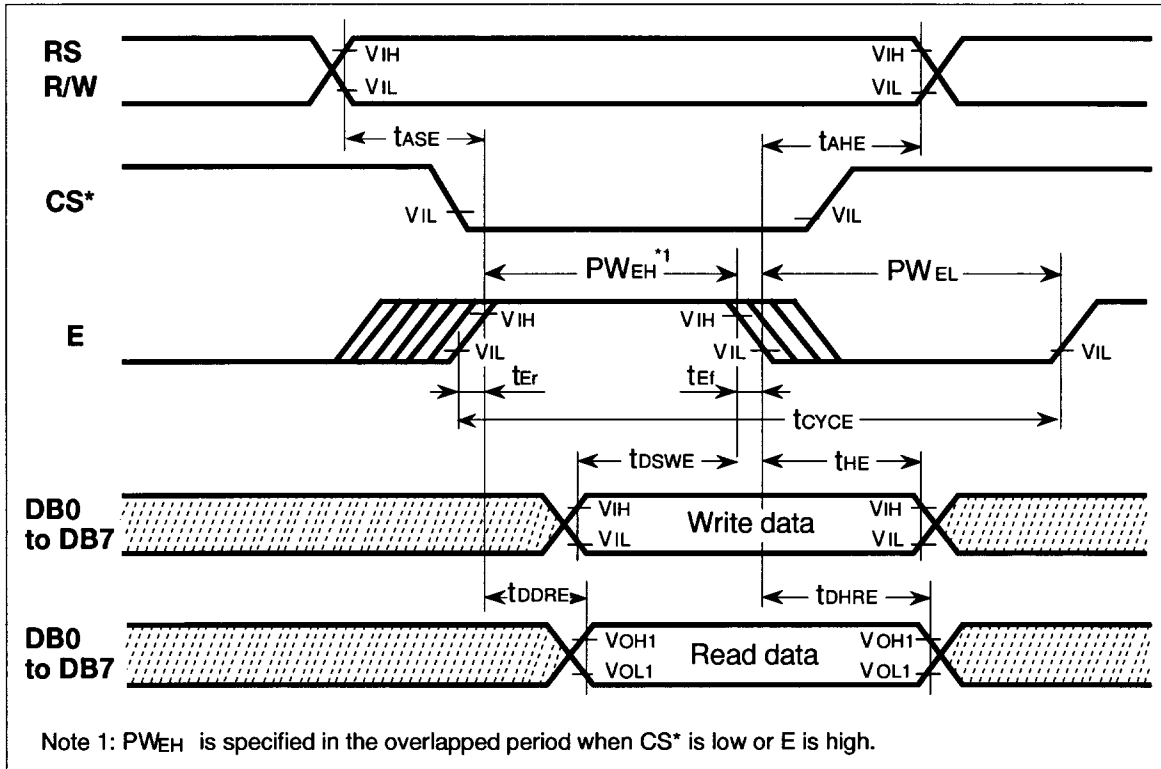 RS
R/W
VIH
VIL
VIH
VIL
tASE
tAHE
CS*
VIL
VIL
PWEH*1
PWEL
E
VIH
VIL
VIH
VIL
VIL
tEr
tEf
tCYCE
tDSWE
tHE
DB0
to DB7
VIH
VIL
Write data
VIH
VIL
tDDRE
tDHRE
DB0
to DB7
VOH1
VOL1
Read data
VOH1
VOL1
Note 1: PWEH is specified in the overlapped period when CS* is low or E is high.